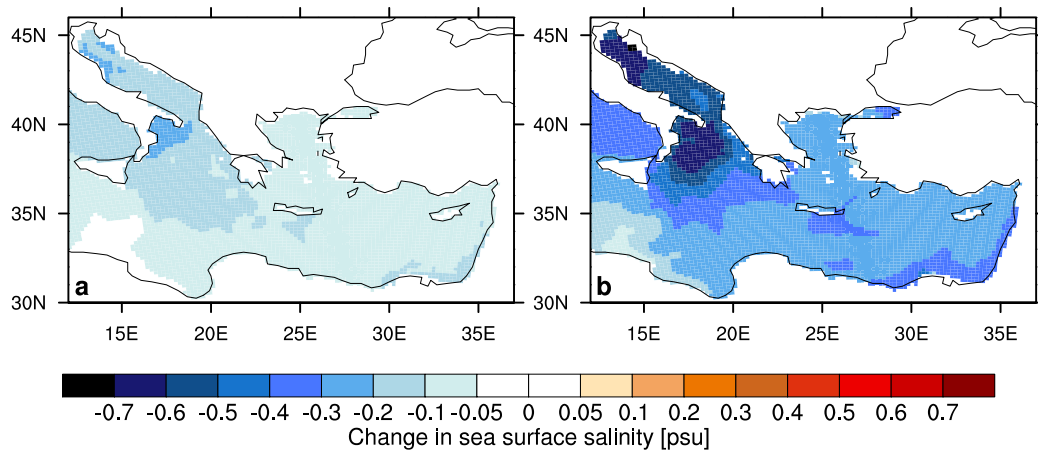 45N
40N
35N
30N
a
15E 20E 25E 30E 35E
45N
40N
35N
30N
b
15E 20E 25E 30E 35E
-0.7 -0.6 -0.5 -0.4 -0.3 -0.2 -0.1 -0.05 0 0.05 0.1 0.2 0.3 0.4 0.5 0.6 0.7
Change in sea surface salinity [psu]